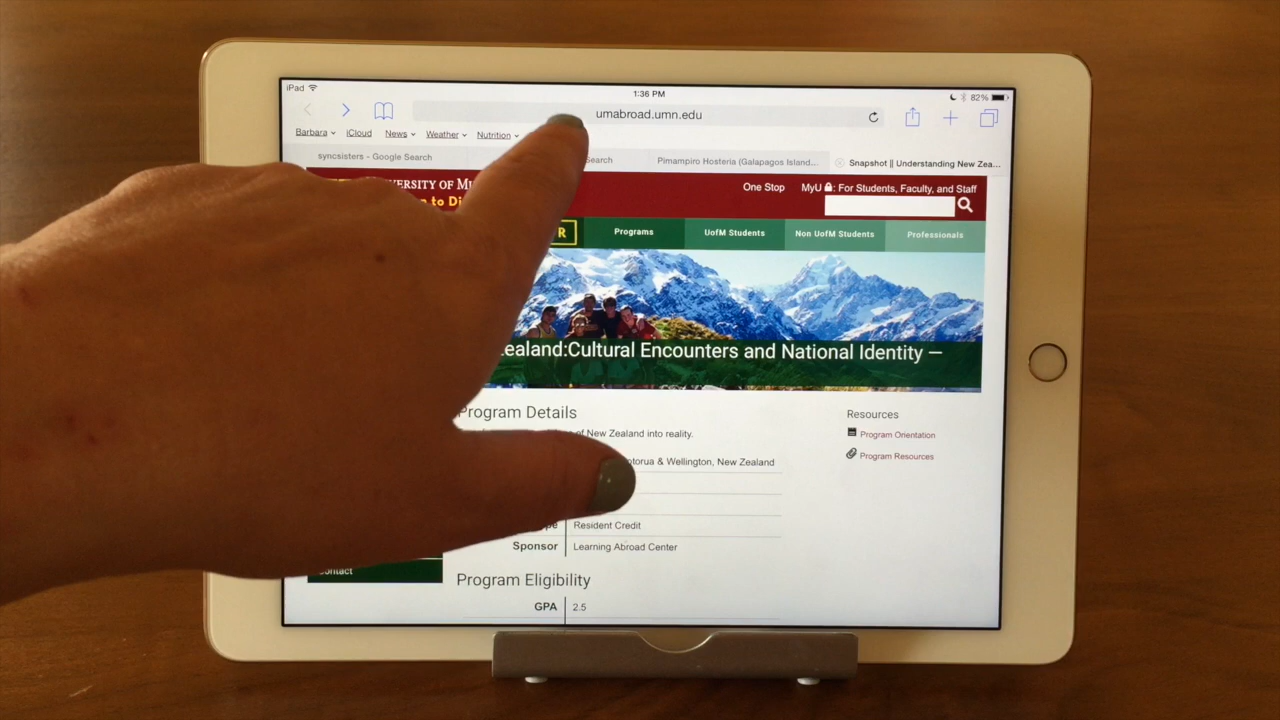 iPad 1:36 PM 82%
umabroad.umn.edu
Barbara iCloud News Weather Nutrition
syncsisters - Google Search Search Pimampiro Hosteria (Galapagos Island... Snapshot || Understanding New Zea...
One Stop MyU : For Students, Faculty, and Staff
to Di
R Programs UofM Students Non UofM Students Professionals
ealand:Cultural Encounters and National Identity —
Program Details
Resources
of New Zealand into reality.
Program Orientation
Program Resources
otorua & Wellington, New Zealand
pe Resident Credit
Sponsor Learning Abroad Center
Contact
Program Eligibility
GPA 2.5